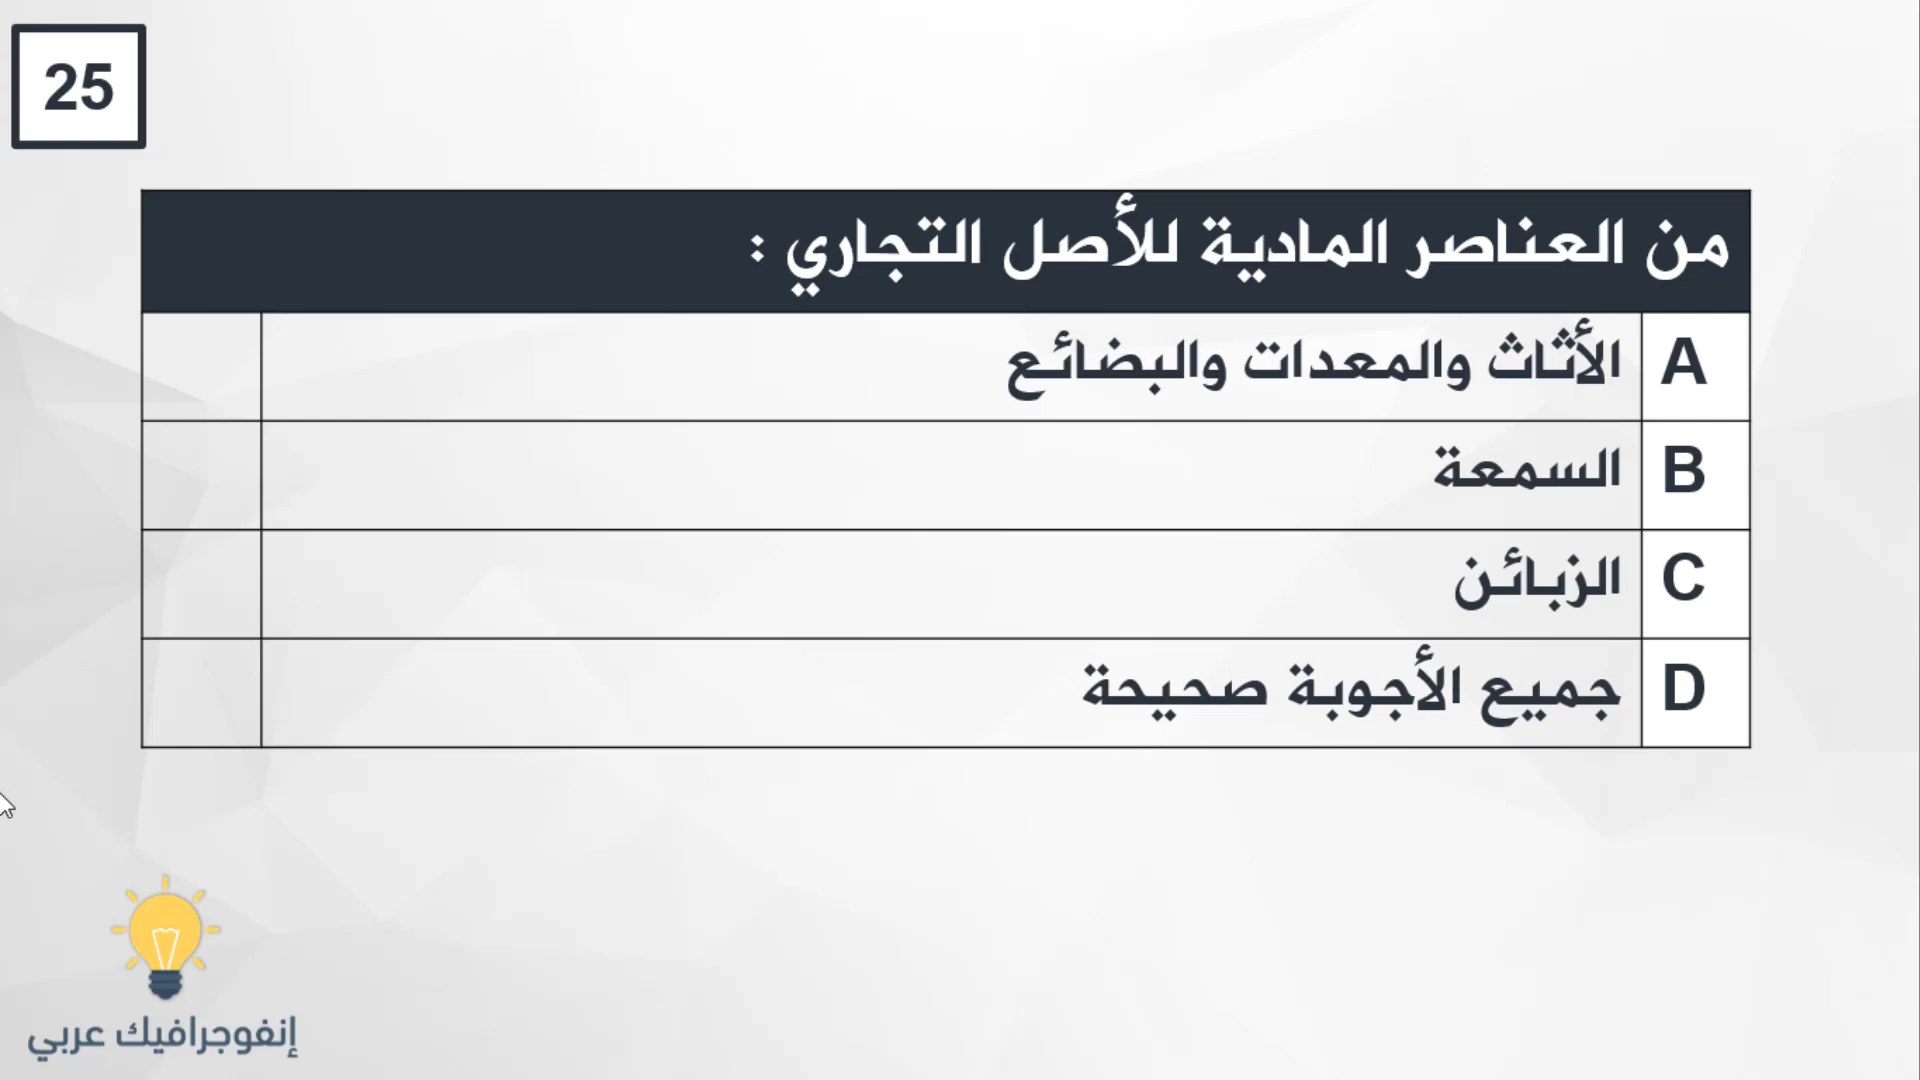 25
من العناصر المادية للأصل التجاري :
A الأثاث والمعدات والبضائع
B السمعة
C الزبائن
D جميع الأجوبة صحيحة
إنفوجرافيك عربي